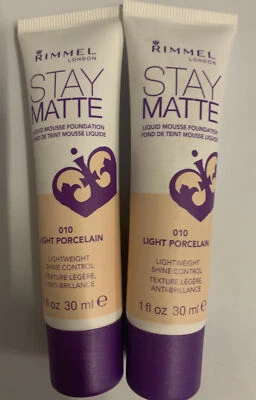 RIMMEL
LONDON
STAY
MATTE
LIQUID MOUSSE FOUNDATION
FOND DE TEINT MOUSSE LIQUIDE
010
LIGHT PORCELAIN
LIGHTWEIGHT
SHINE CONTROL
TEXTURE LÉGÈRE,
ANTI-BRILLANCE
fl oz 30 ml e
RIMMEL
LONDON
STAY
MATTE
LIQUID MOUSSE FOUNDATION
FOND DE TEINT MOUSSE LIQUIDE
010
LIGHT PORCELAIN
LIGHTWEIGHT
SHINE CONTROL
TEXTURE LÉGÈRE,
ANTI-BRILLANCE
1 fl oz 30 ml e